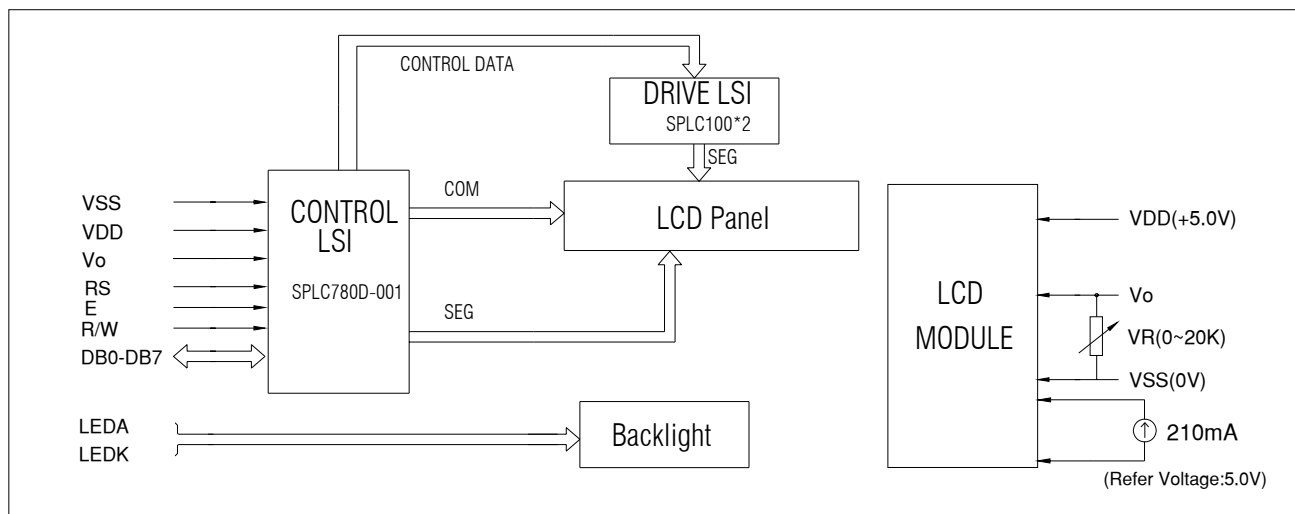 CONTROL DATA
DRIVE LSI
SPLC100*2
SEG
COM
LCD Panel
VSS
VDD
Vo
RS
E
R/W
DB0-DB7
CONTROL
LSI
SPLC780D-001
SEG
LEDA
LEDK
Backlight
LCD
MODULE
VDD(+5.0V)
Vo
VR(0~20K)
VSS(0V)
210mA
(Refer Voltage:5.0V)